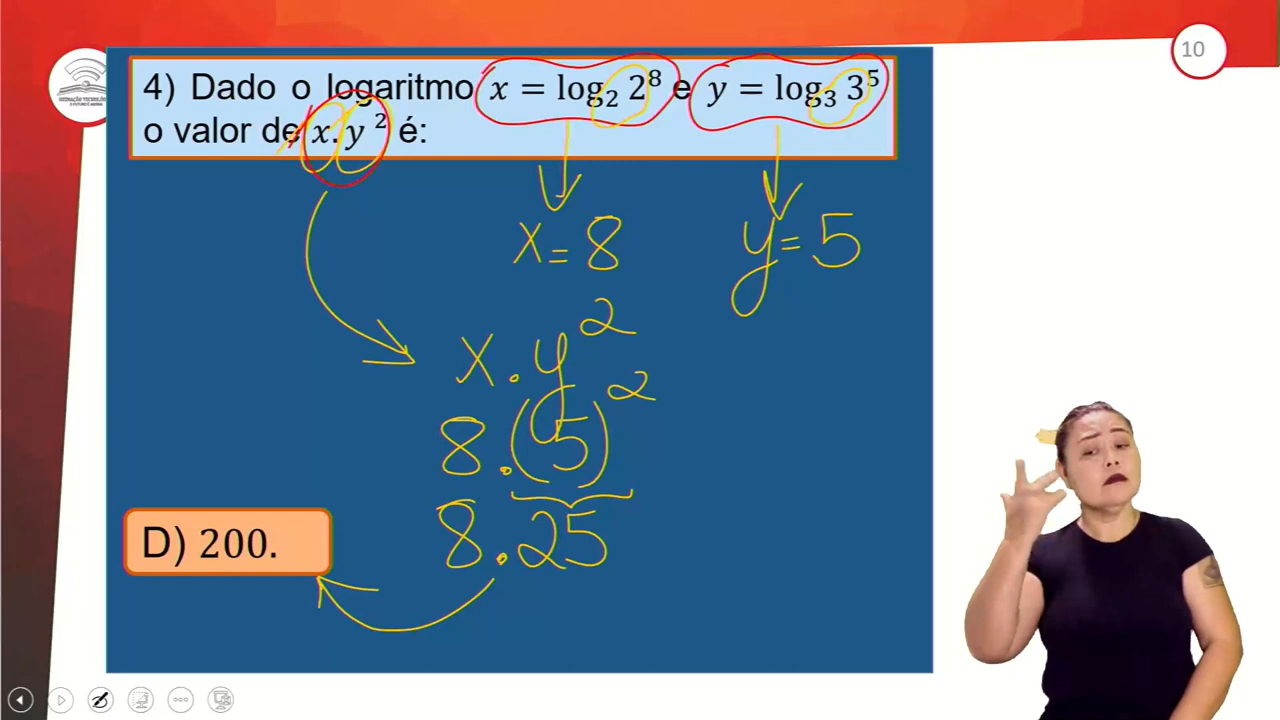 10
4) Dado o logaritmo x = log₂ 2⁸ e y = log₃ 3⁵
o valor de x.y² é:
x = 8
y = 5
x . y²
8 . (5)²
8 . 25
D) 200.